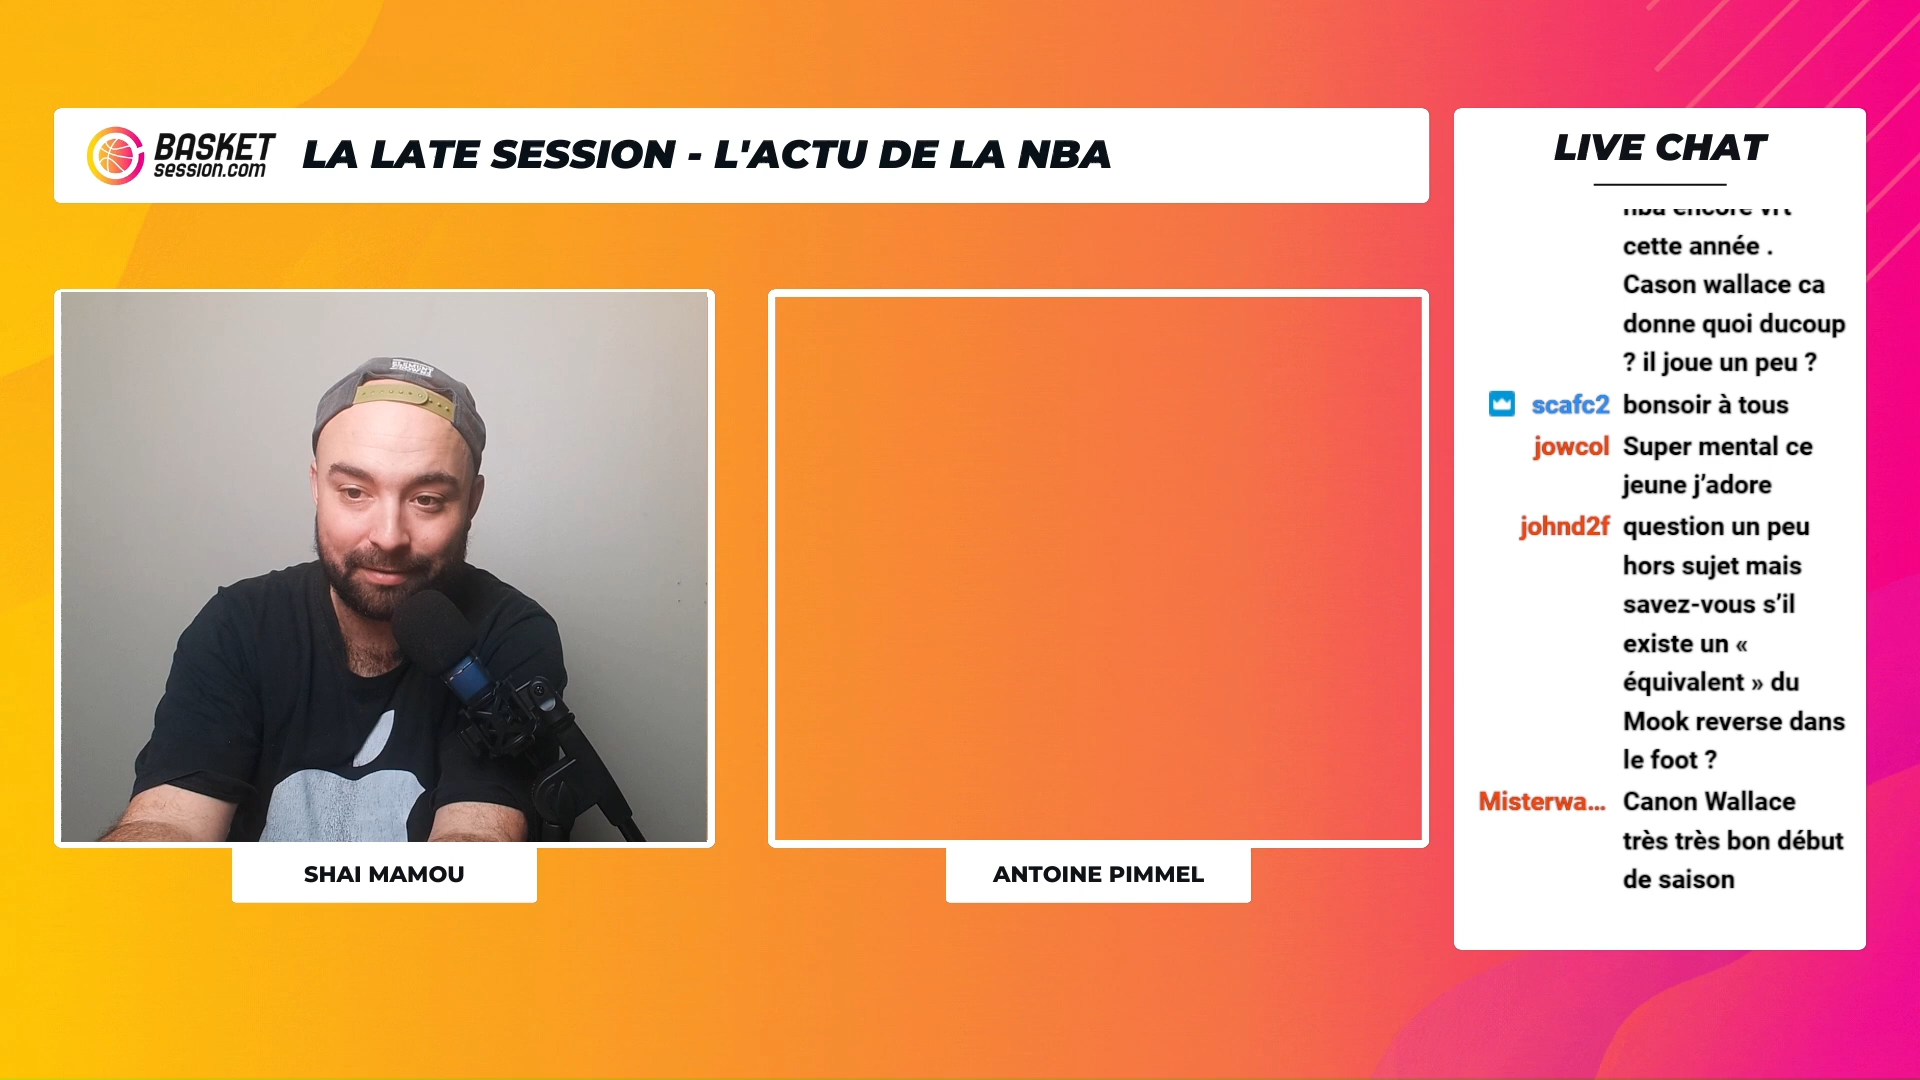 BASKET
session.com
LA LATE SESSION - L'ACTU DE LA NBA
SHAI MAMOU
ANTOINE PIMMEL
LIVE CHAT
nba encore vrt
cette année .
Cason wallace ca
donne quoi ducoup
? il joue un peu ?
scafc2 bonsoir à tous
jowcol Super mental ce
jeune j’adore
johnd2f question un peu
hors sujet mais
savez-vous s’il
existe un «
équivalent » du
Mook reverse dans
le foot ?
Misterwa... Canon Wallace
très très bon début
de saison